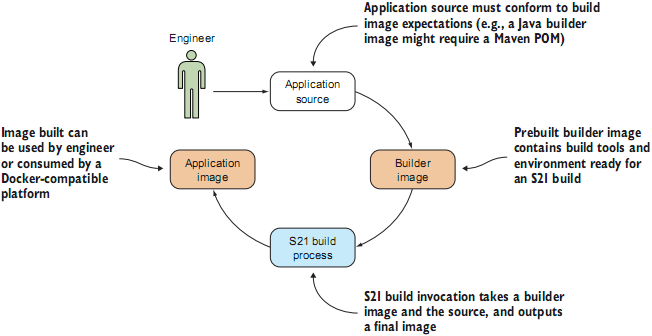 Application source must conform to build
image expectations (e.g., a Java builder
image might require a Maven POM)
Engineer
Application
source
Image built can
be used by engineer
or consumed by a
Docker-compatible
platform
Application
image
Builder
image
Prebuilt builder image
contains build tools and
environment ready for
an S21 build
S21 build
process
S21 build invocation takes a builder
image and the source, and outputs
a final image